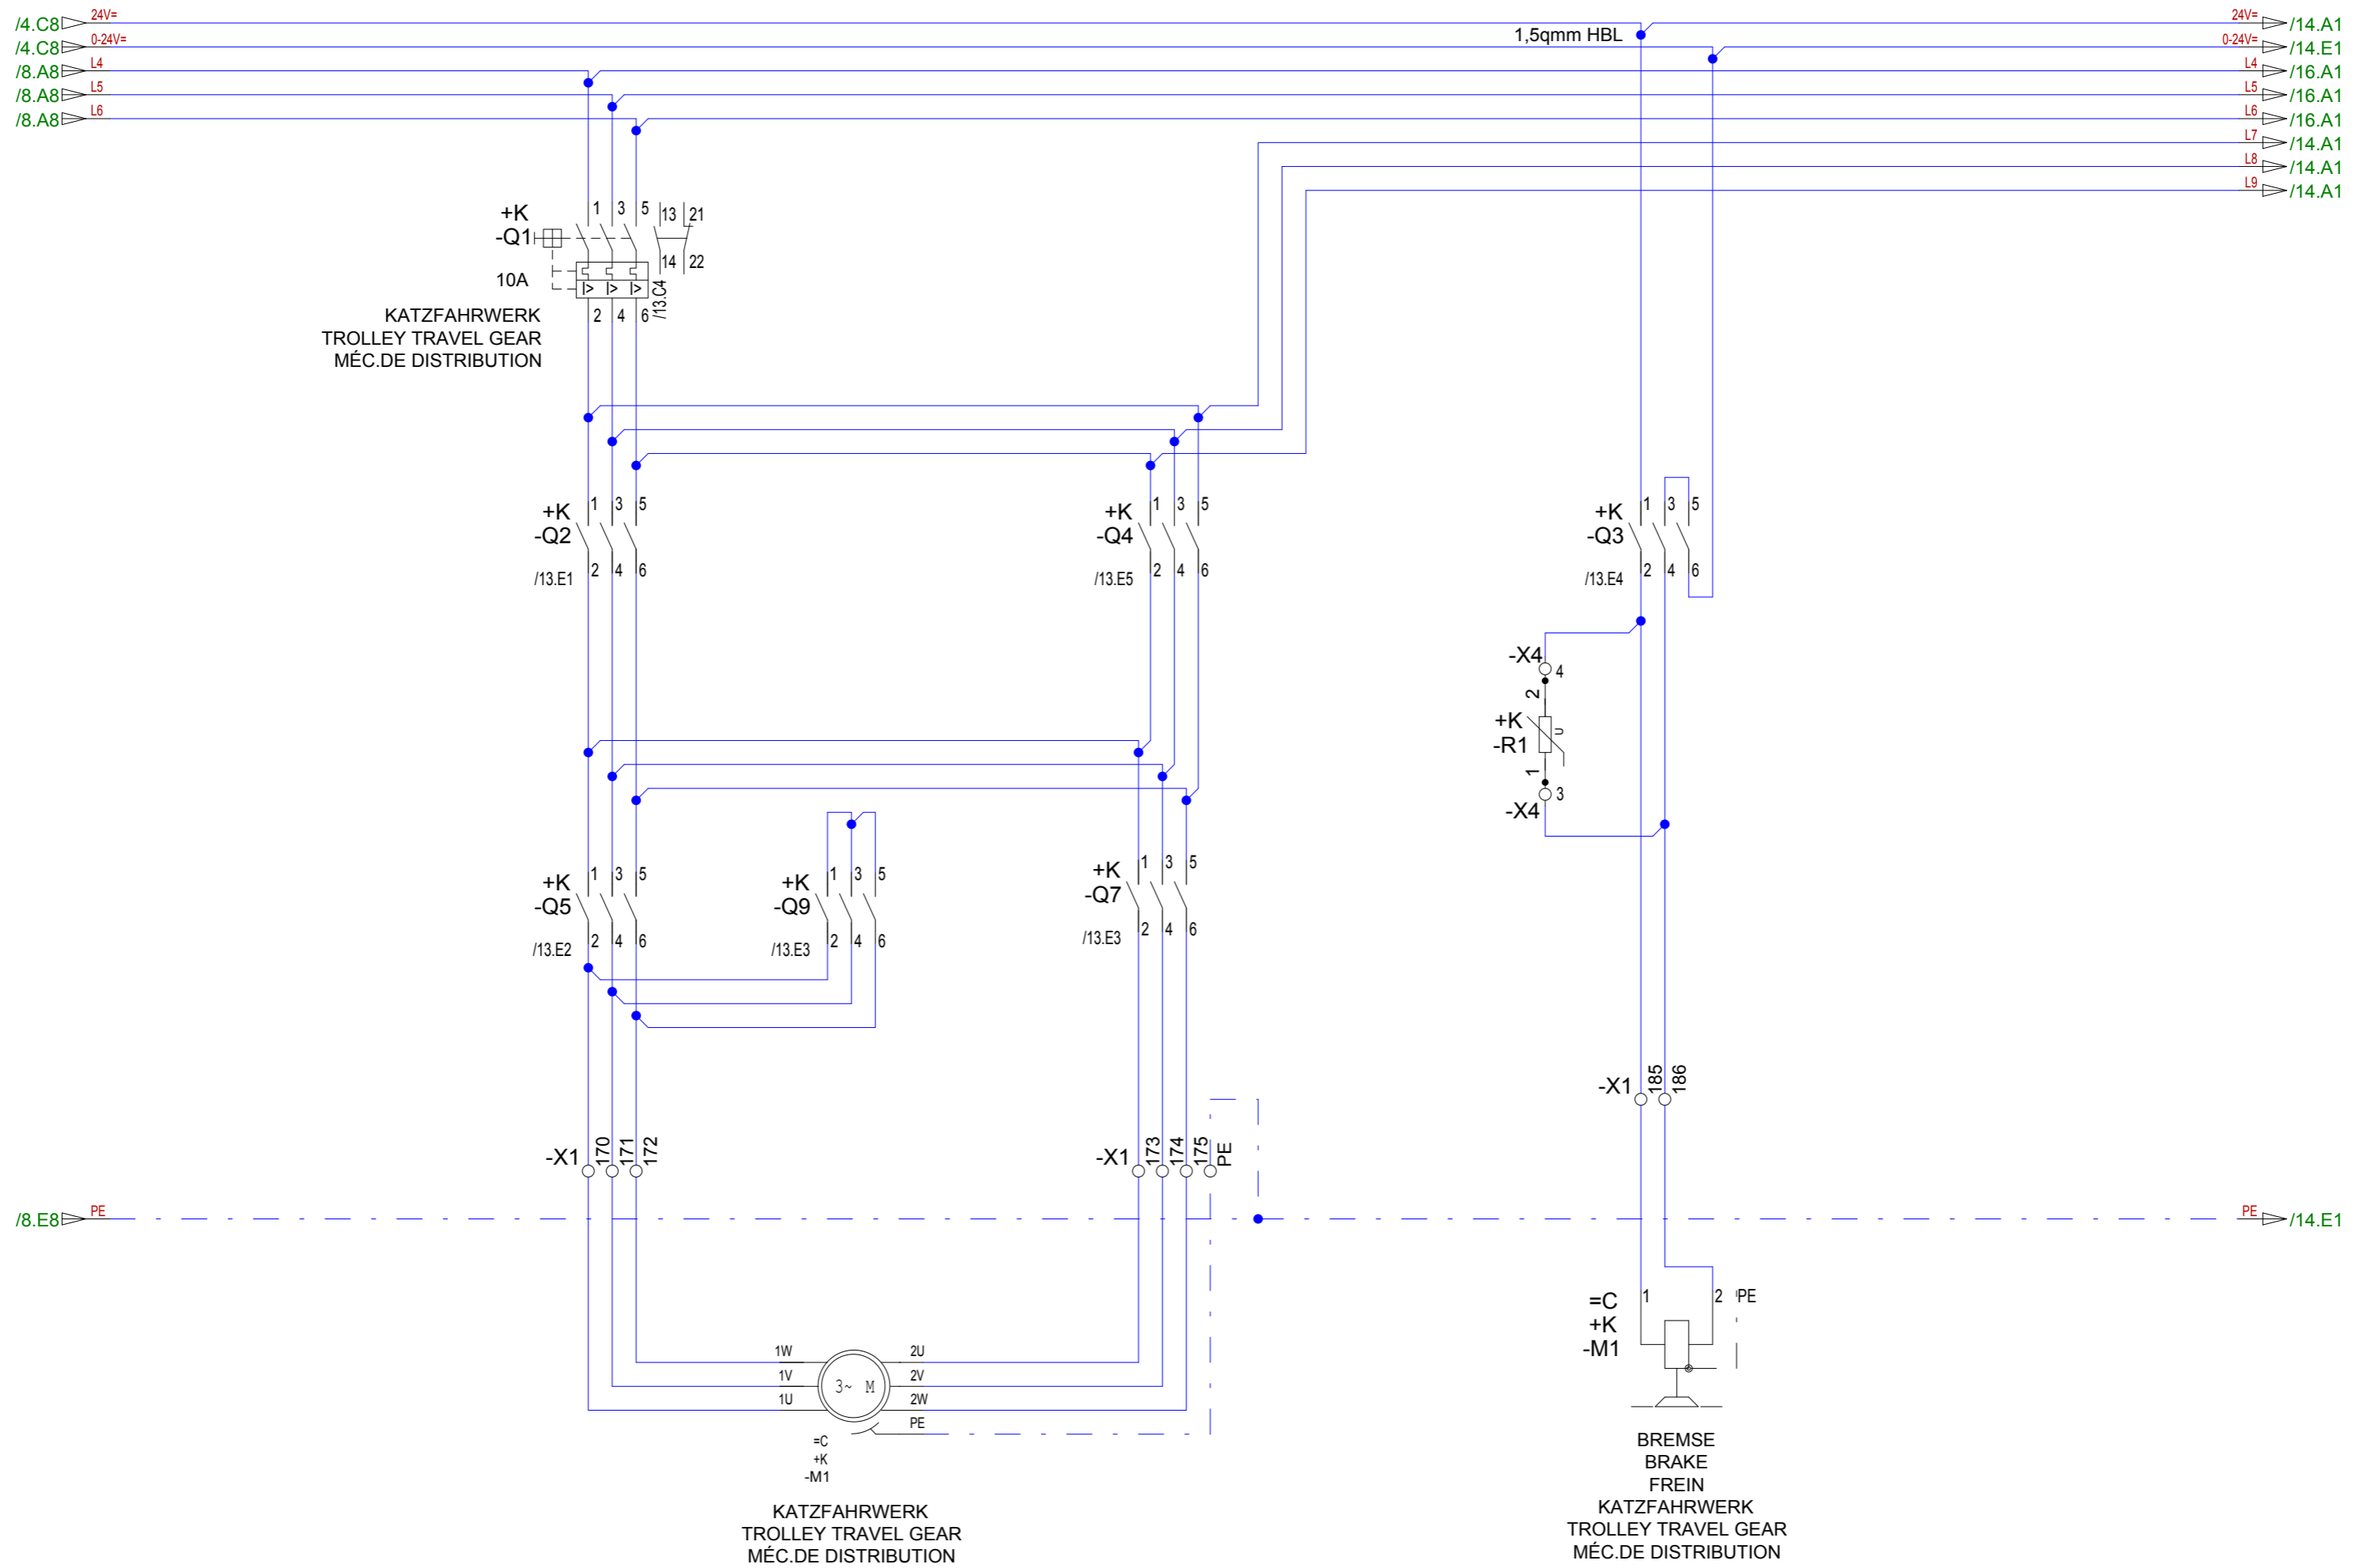 /4.C8 24V= 24V= /14.A1
1,5qmm HBL
/4.C8 0-24V= 0-24V= /14.E1
/8.A8 L4 L4 /16.A1
/8.A8 L5 L5 /16.A1
/8.A8 L6 L6 /16.A1
L7 /14.A1
L8 /14.A1
L9 /14.A1
+K 1 3 5 13 21
-Q1
14 22
10A I> I> I>
/13.C4
2 4 6
KATZFAHRWERK
TROLLEY TRAVEL GEAR
MÉC.DE DISTRIBUTION
+K 1 3 5
-Q2
2 4 6
/13.E1
+K 1 3 5
-Q4
2 4 6
/13.E5
+K 1 3 5
-Q3
2 4 6
/13.E4
-X4 4
2
+K
-R1 U
1
3
-X4
+K 1 3 5
-Q5
2 4 6
/13.E2
+K 1 3 5
-Q9
2 4 6
/13.E3
+K 1 3 5
-Q7
2 4 6
/13.E3
-X1 185 186
-X1 170 171 172
-X1 173 174 175 PE
/8.E8 PE PE /14.E1
=C 1 2 PE
+K
-M1
1W 2U
1V 3~ M 2V
1U 2W
PE
=C
+K
-M1
KATZFAHRWERK
TROLLEY TRAVEL GEAR
MÉC.DE DISTRIBUTION
BREMSE
BRAKE
FREIN
KATZFAHRWERK
TROLLEY TRAVEL GEAR
MÉC.DE DISTRIBUTION